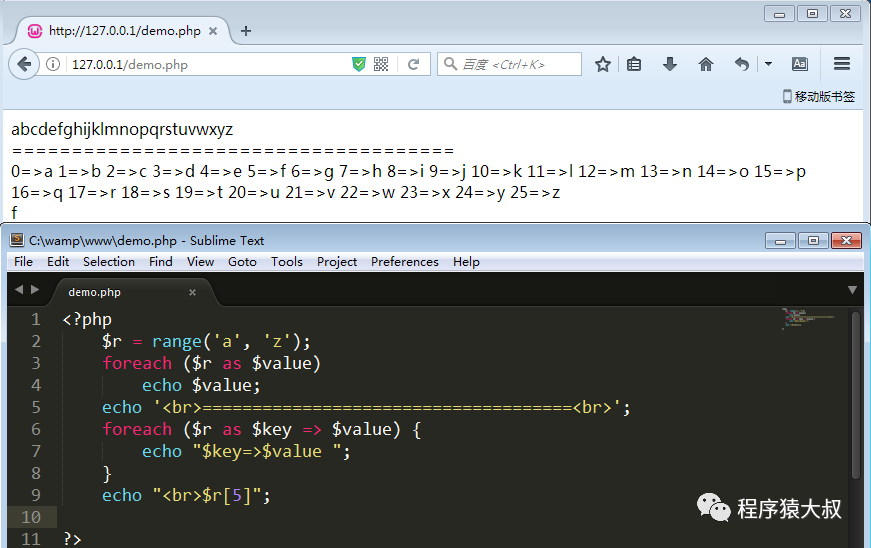 http://127.0.0.1/demo.php
127.0.0.1/demo.php
百度 <Ctrl+K>
移动版书签
abcdefghijklmnopqrstuvwxyz
=====================================
0=>a 1=>b 2=>c 3=>d 4=>e 5=>f 6=>g 7=>h 8=>i 9=>j 10=>k 11=>l 12=>m 13=>n 14=>o 15=>p
16=>q 17=>r 18=>s 19=>t 20=>u 21=>v 22=>w 23=>x 24=>y 25=>z
f
C:\wamp\www\demo.php - Sublime Text
File Edit Selection Find View Goto Tools Project Preferences Help
demo.php
1 <?php
2 $r = range('a', 'z');
3 foreach ($r as $value)
4 echo $value;
5 echo '<br>=====================================<br>';
6 foreach ($r as $key => $value) {
7 echo "$key=>$value ";
8 }
9 echo "<br>$r[5]";
10
11 ?>
程序猿大叔